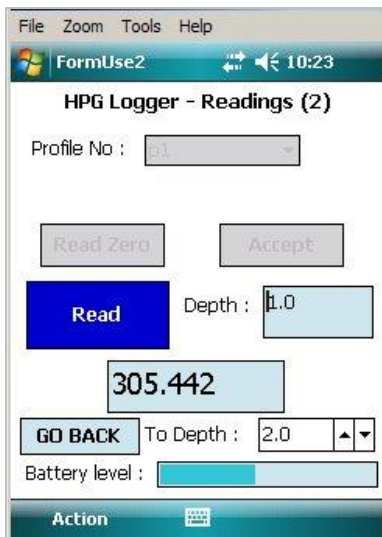 File Zoom Tools Help
FormUse2 10:23
HPG Logger - Readings (2)
Profile No : p1
Read Zero Accept
Read Depth : 1.0
305.442
GO BACK To Depth : 2.0
Battery level :
Action